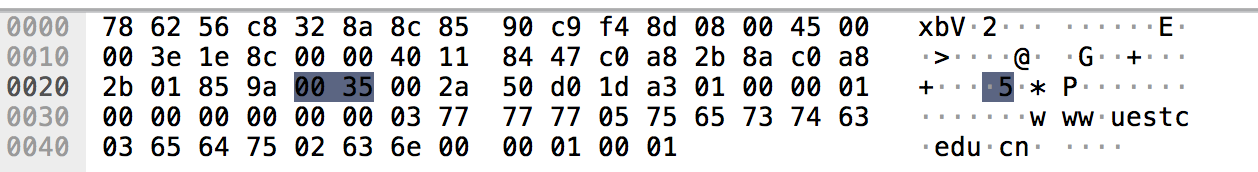 0000 78 62 56 c8 32 8a 8c 85 90 c9 f4 8d 08 00 45 00 xbV·2··· ······E·
0010 00 3e 1e 8c 00 00 40 11 84 47 c0 a8 2b 8a c0 a8 ·>····@· ·G··+···
0020 2b 01 85 9a 00 35 00 2a 50 d0 1d a3 01 00 00 01 +····5·* P·······
0030 00 00 00 00 00 00 03 77 77 77 05 75 65 73 74 63 ·······w ww·uestc
0040 03 65 64 75 02 63 6e 00 00 01 00 01 ·edu·cn· ····